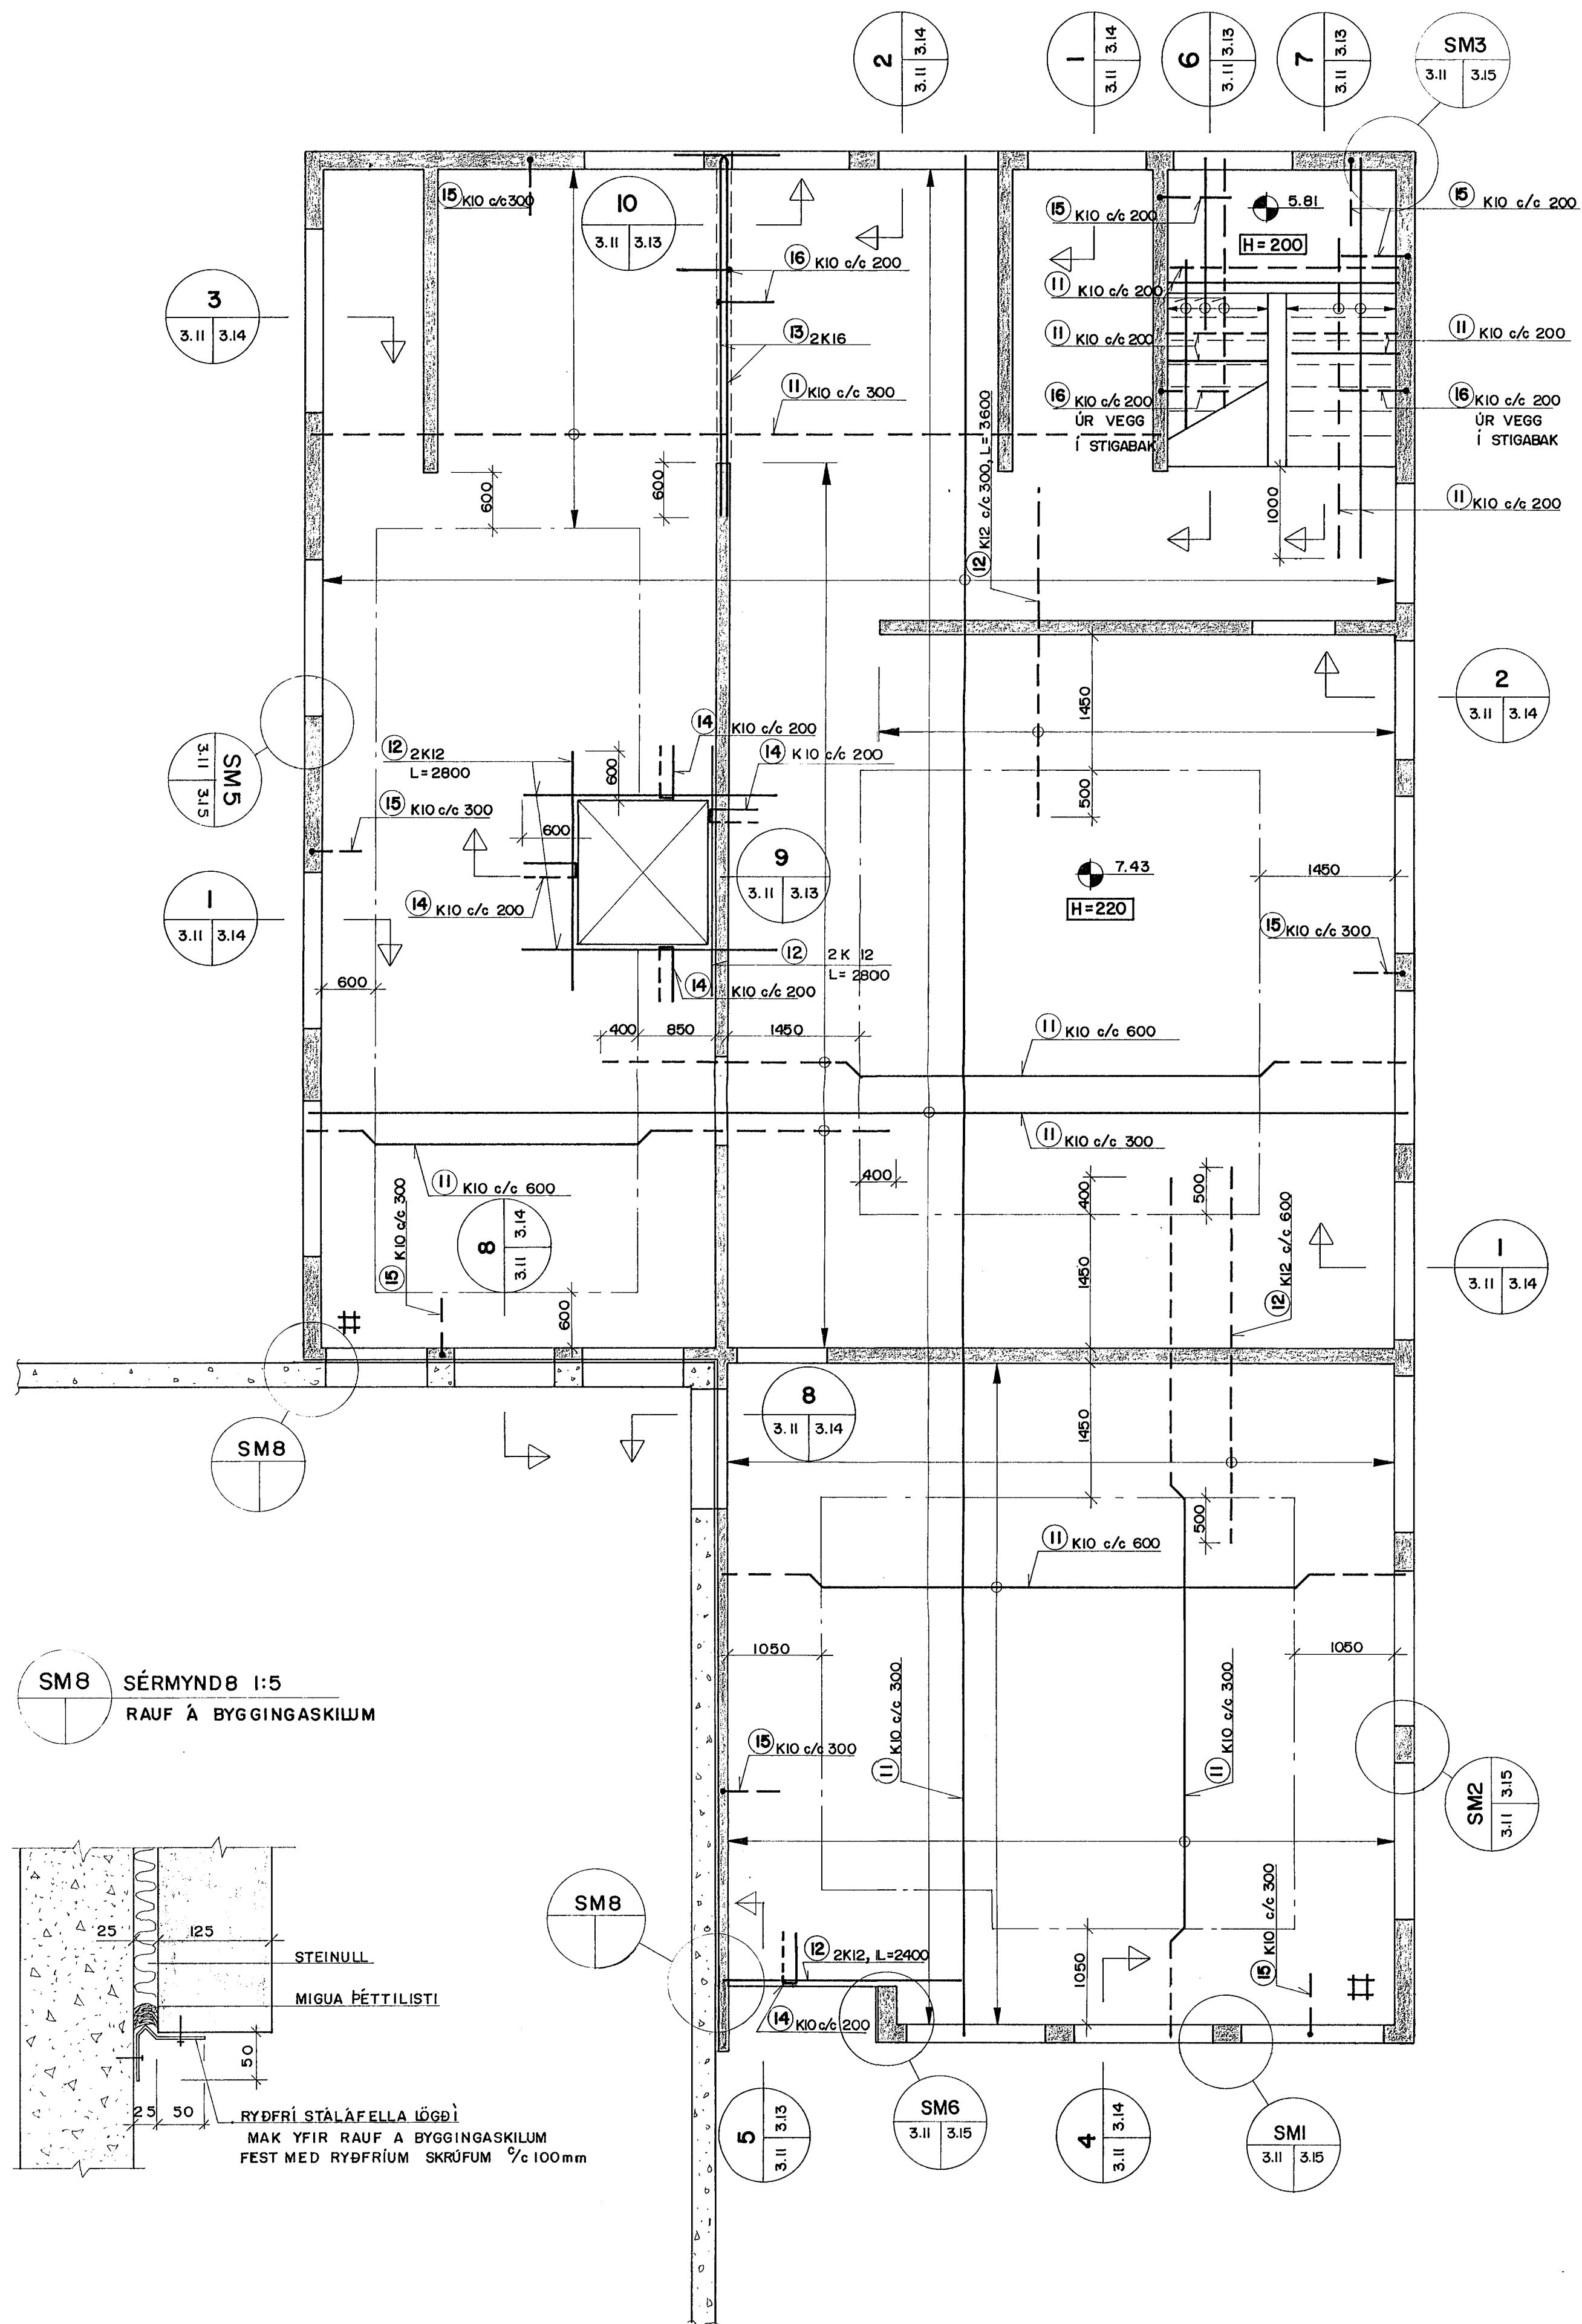 2
3.11 3.14
1
3.11 3.14
6
3.11 3.13
7
3.11 3.13
SM3
3.11 3.15
15 K10 c/c 300
10
3.11 3.13
15 K10 c/c 200
5.81
H=200
15 K10 c/c 200
16 K10 c/c 200
11 K10 c/c 200
3
3.11 3.14
13 2K16
11 K10 c/c 200
11 K10 c/c 200
11 K10 c/c 300
16 K10 c/c 200
ÚR VEGG
Í STIGABAK
16 K10 c/c 200
ÚR VEGG
Í STIGABAK
12 K12 c/c 300, L=3600
600
600
1000
11 K10 c/c 200
2
3.11 3.14
1450
500
SM5
3.11 3.15
12 2K12
L=2800
14 K10 c/c 200
14 K10 c/c 200
600
15 K10 c/c 300
600
9
3.11 3.13
7.43
H=220
1450
1
3.11 3.14
14 K10 c/c 200
15 K10 c/c 300
12 2K12
L=2800
14 K10 c/c 200
600
400 850 1450
11 K10 c/c 600
11 K10 c/c 300
11 K10 c/c 600
400
400
500
15 K10 c/c 300
8
3.11 3.14
1450
12 K12 c/c 600
1
3.11 3.14
600
8
3.11 3.14
1450
SM8
500
11 K10 c/c 600
1050
1050
SM8 SÉRMYND 8 1:5
RAUF Á BYGGINGASKILUM
11 K10 c/c 300
11 K10 c/c 300
15 K10 c/c 300
SM2
3.11 3.15
SM8
15 K10 c/c 300
25 125
STEINULL
MIGUA ÞÉTTILISTI
50
25 50
RYÐFRÍ STÁLÁFELLA LÖGÐ Í
MAK YFIR RAUF A BYGGINGASKILUM
FEST MED RYÐFRÍUM SKRÚFUM c/c 100mm
12 2K12, L=2400
1050
14 K10 c/c 200
5
3.11 3.13
SM6
3.11 3.15
4
3.11 3.14
SM1
3.11 3.15